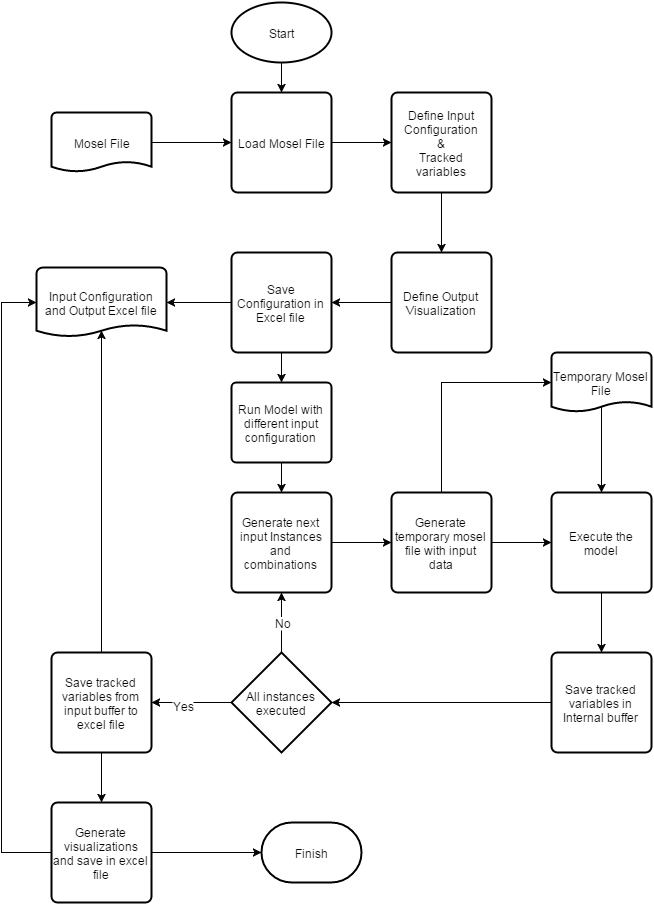 Start
Mosel File
Load Mosel File
Define Input
Configuration
&
Tracked
variables
Input Configuration
and Output Excel file
Save
Configuration in
Excel file
Define Output
Visualization
Run Model with
different input
configuration
Temporary Mosel
File
Generate next
input Instances
and
combinations
Generate
temporary mosel
file with input
data
Execute the
model
No
Save tracked
variables from
input buffer to
excel file
Yes
All instances
executed
Save tracked
variables in
Internal buffer
Generate
visualizations
and save in excel
file
Finish